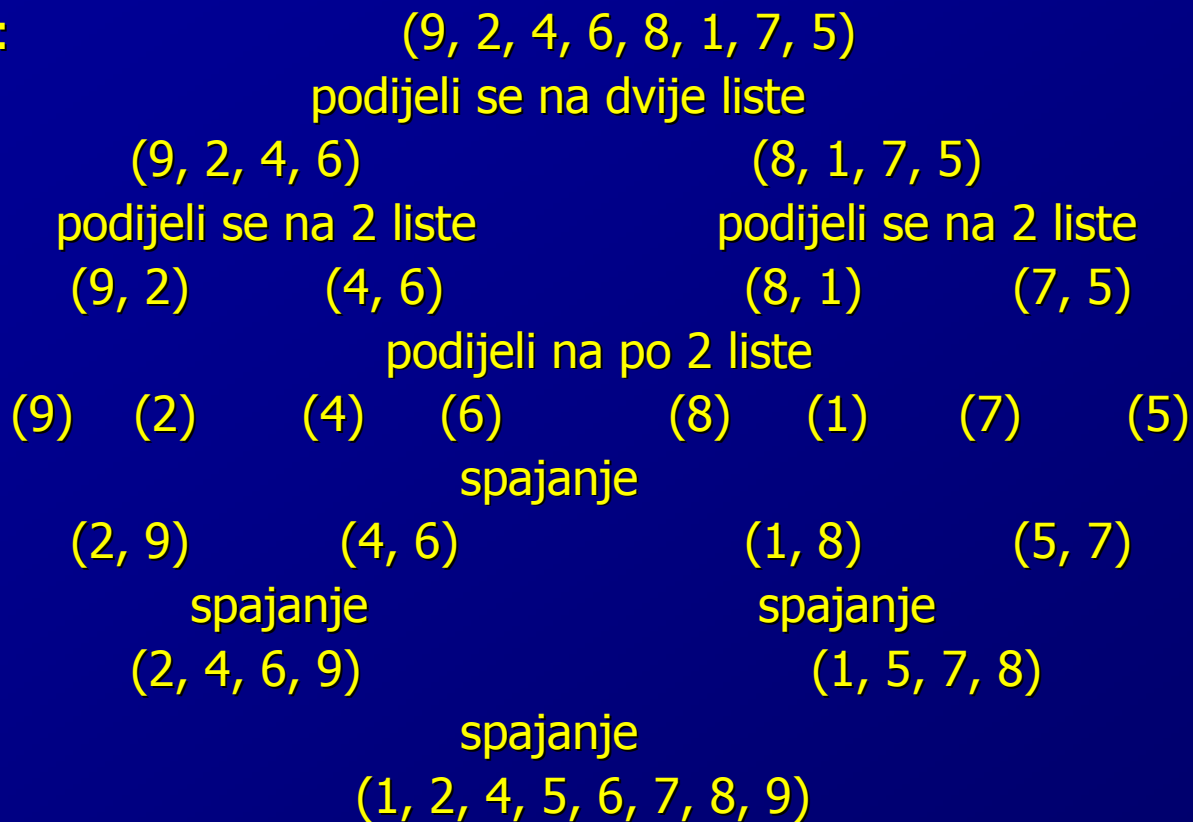 : (9, 2, 4, 6, 8, 1, 7, 5)
podijeli se na dvije liste
(9, 2, 4, 6) (8, 1, 7, 5)
podijeli se na 2 liste podijeli se na 2 liste
(9, 2) (4, 6) (8, 1) (7, 5)
podijeli na po 2 liste
(9) (2) (4) (6) (8) (1) (7) (5)
spajanje
(2, 9) (4, 6) (1, 8) (5, 7)
spajanje spajanje
(2, 4, 6, 9) (1, 5, 7, 8)
spajanje
(1, 2, 4, 5, 6, 7, 8, 9)